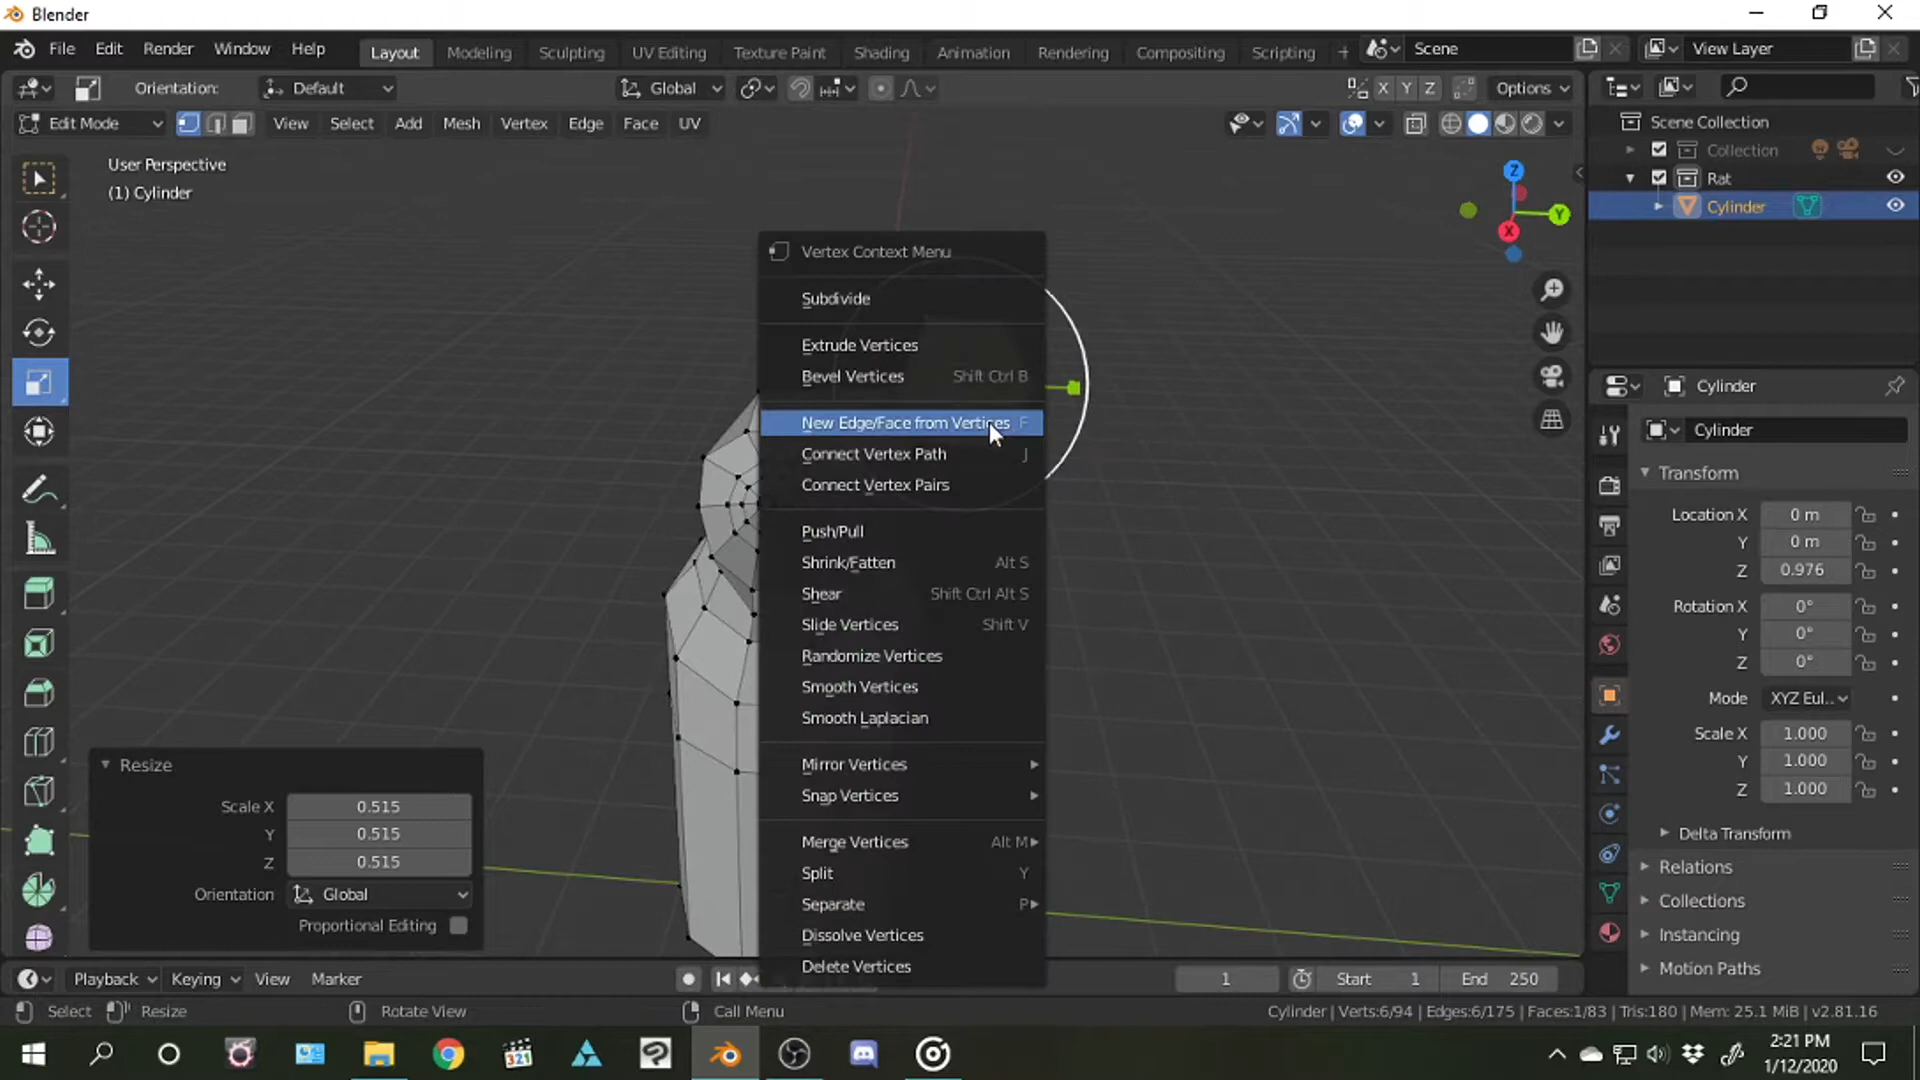 Blender
File Edit Render Window Help Layout Modeling Sculpting UV Editing Texture Paint Shading Animation Rendering Compositing Scripting + Scene View Layer
Orientation: Default Global X Y Z Options
Edit Mode View Select Add Mesh Vertex Edge Face UV
User Perspective
(1) Cylinder
Z
Y
X
Scene Collection
Collection
Rat
Cylinder
Vertex Context Menu
Subdivide
Extrude Vertices
Bevel Vertices Shift Ctrl B
New Edge/Face from Vertices F
Connect Vertex Path J
Connect Vertex Pairs
Push/Pull
Shrink/Fatten Alt S
Shear Shift Ctrl Alt S
Slide Vertices Shift V
Randomize Vertices
Smooth Vertices
Smooth Laplacian
Mirror Vertices
Snap Vertices
Merge Vertices Alt M
Split Y
Separate P
Dissolve Vertices
Delete Vertices
Resize
Scale X 0.515
Y 0.515
Z 0.515
Orientation Global
Proportional Editing
Cylinder
Cylinder
Transform
Location X 0 m
Y 0 m
Z 0.976
Rotation X 0°
Y 0°
Z 0°
Mode XYZ Eul..
Scale X 1.000
Y 1.000
Z 1.000
Delta Transform
Relations
Collections
Instancing
Motion Paths
Playback Keying View Marker 1 Start 1 End 250
Select Resize Rotate View Call Menu Cylinder | Verts:6/94 | Edges:6/175 | Faces:1/83 | Tris:180 | Mem: 25.1 MiB | v2.81.16
321
2:21 PM
1/12/2020